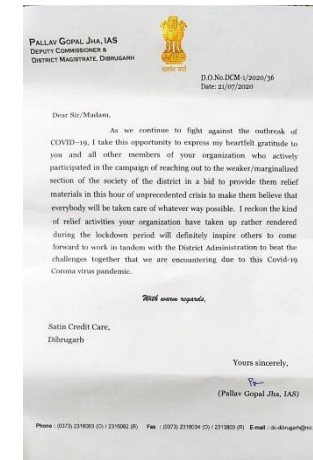 PALLAV GOPAL JHA, IAS
DEPUTY COMMISSIONER &
DISTRICT MAGISTRATE, DIBRUGARH
सत्यमेव जयते
D.O.No.DCM-1/2020/36
Date: 21/07/2020
Dear Sir/Madam,
As we continue to fight against the outbreak of
COVID-19, I take this opportunity to express my heartfelt gratitude to
you and all other members of your organization who actively
participated in the campaign of reaching out to the weaker/marginalized
section of the society of the district in a bid to provide them relief
materials in this hour of unprecedented crisis to make them believe that
everybody will be taken care of whatever way possible. I reckon the kind
of relief activities your organization have taken up rather rendered
during the lockdown period will definitely inspire others to come
forward to work in tandem with the District Administration to beat the
challenges together that we are encountering due to this Covid-19
Corona virus pandemic.
With warm regards,
Satin Credit Care,
Dibrugarh
Yours sincerely,
(Pallav Gopal Jha, IAS)
Phone : (0373) (O) / (R) Fax : (0373) (O) / (R) E-mail : dc-dibrugarh@nic